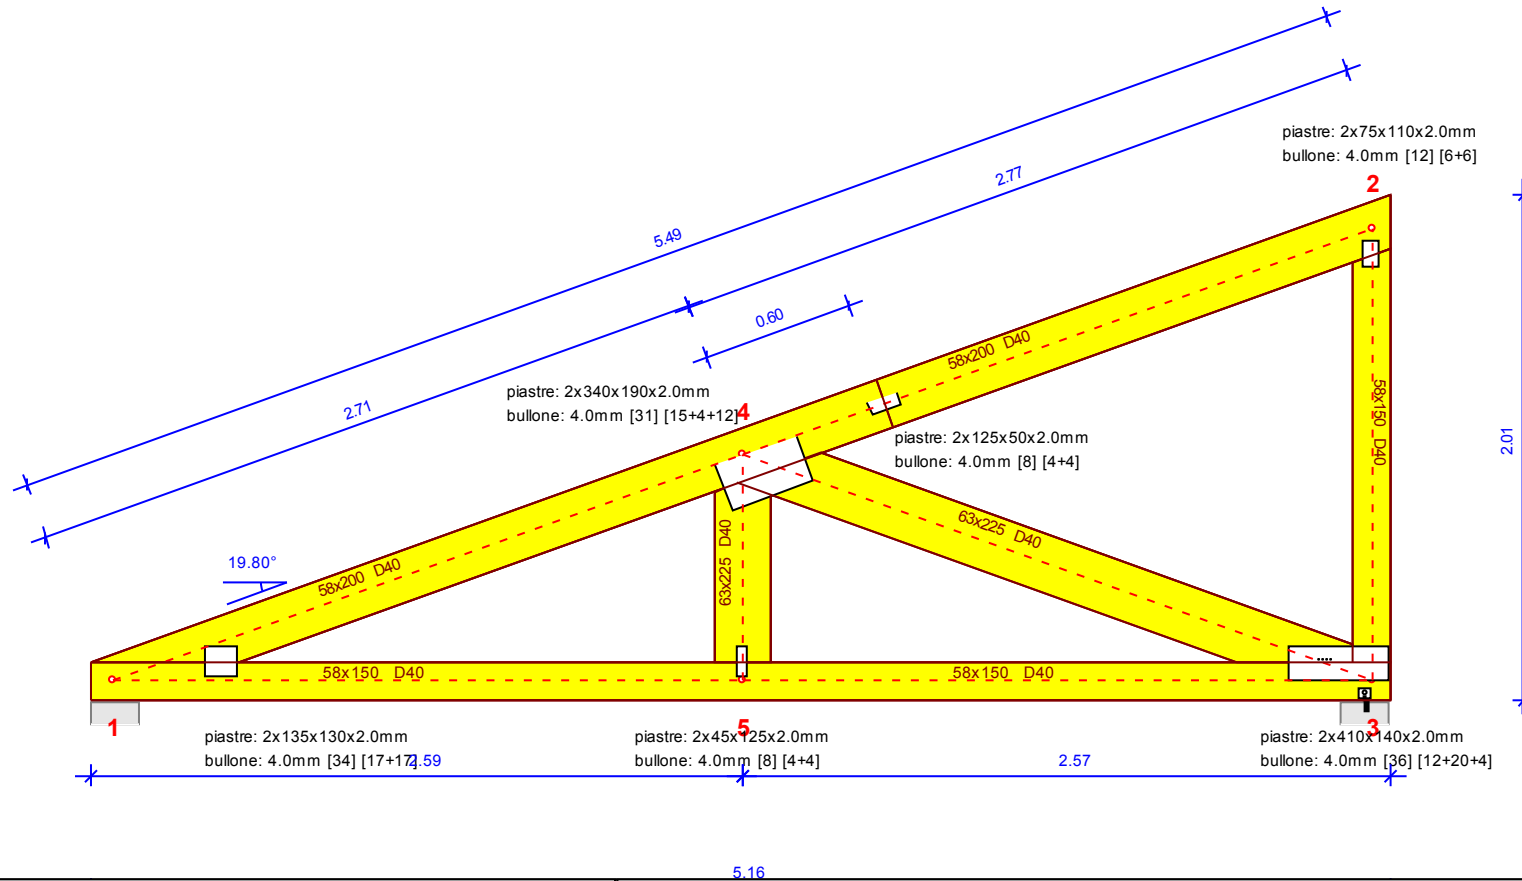 piastre: 2x75x110x2.0mm
bullone: 4.0mm [12] [6+6]
2
2.77
5.49
0.60
58x200 D40
piastre: 2x340x190x2.0mm
bullone: 4.0mm [31] [15+4+12]
4
2.71
58x150 D40
2.01
piastre: 2x125x50x2.0mm
bullone: 4.0mm [8] [4+4]
63x225 D40
63x225 D40
19.80°
58x200 D40
58x150 D40
58x150 D40
1
5
3
piastre: 2x135x130x2.0mm
bullone: 4.0mm [34] [17+17]
piastre: 2x45x125x2.0mm
bullone: 4.0mm [8] [4+4]
piastre: 2x410x140x2.0mm
bullone: 4.0mm [36] [12+20+4]
2.59
2.57
5.16